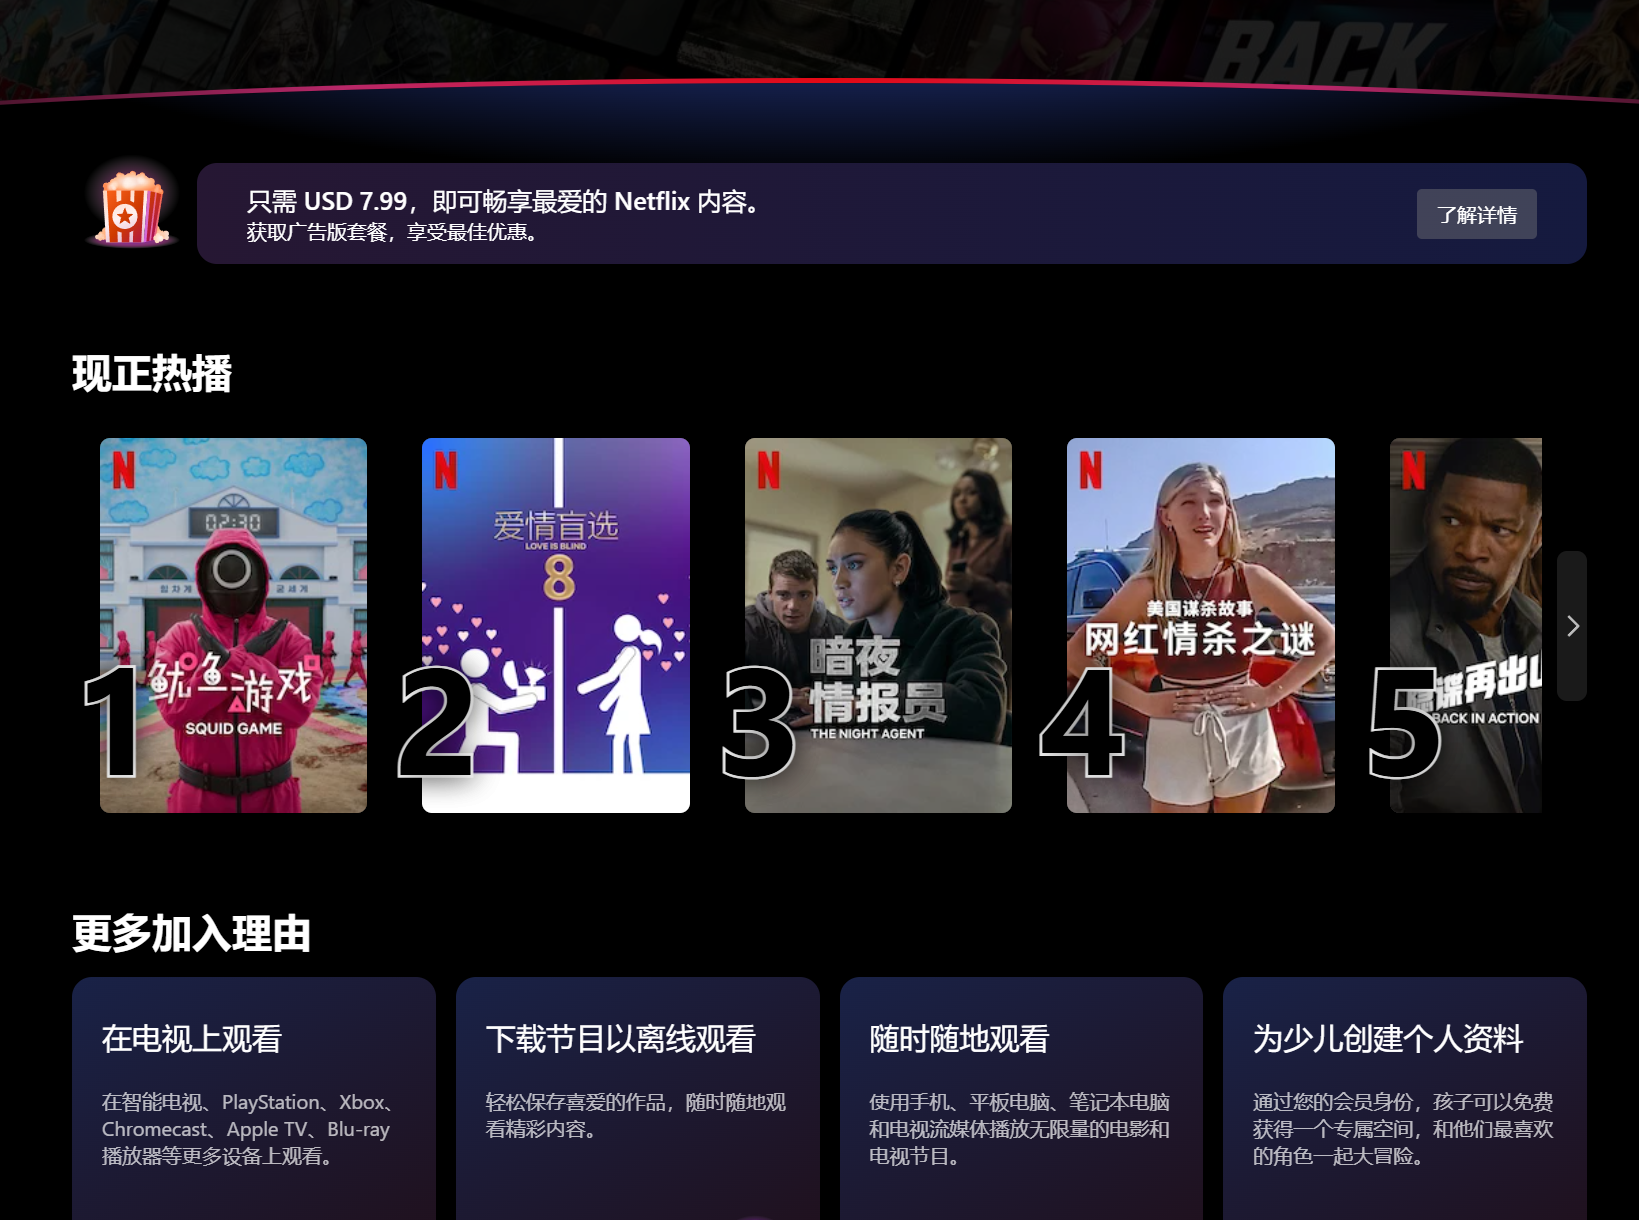 BACK
只需 USD 7.99，即可畅享最爱的 Netflix 内容。
获取广告版套餐，享受最佳优惠。
了解详情
现正热播
N
02:30
鱿鱼游戏
SQUID GAME
1
N
爱情盲选
LOVE IS BLIND
8
2
N
暗夜
情报员
THE NIGHT AGENT
3
N
美国谋杀故事
网红情杀之谜
4
N
谍再出
BACK IN ACTION
5
更多加入理由
在电视上观看
在智能电视、PlayStation、Xbox、
Chromecast、Apple TV、Blu-ray
播放器等更多设备上观看。
下载节目以离线观看
轻松保存喜爱的作品，随时随地观
看精彩内容。
随时随地观看
使用手机、平板电脑、笔记本电脑
和电视流媒体播放无限量的电影和
电视节目。
为少儿创建个人资料
通过您的会员身份，孩子可以免费
获得一个专属空间，和他们最喜欢
的角色一起大冒险。